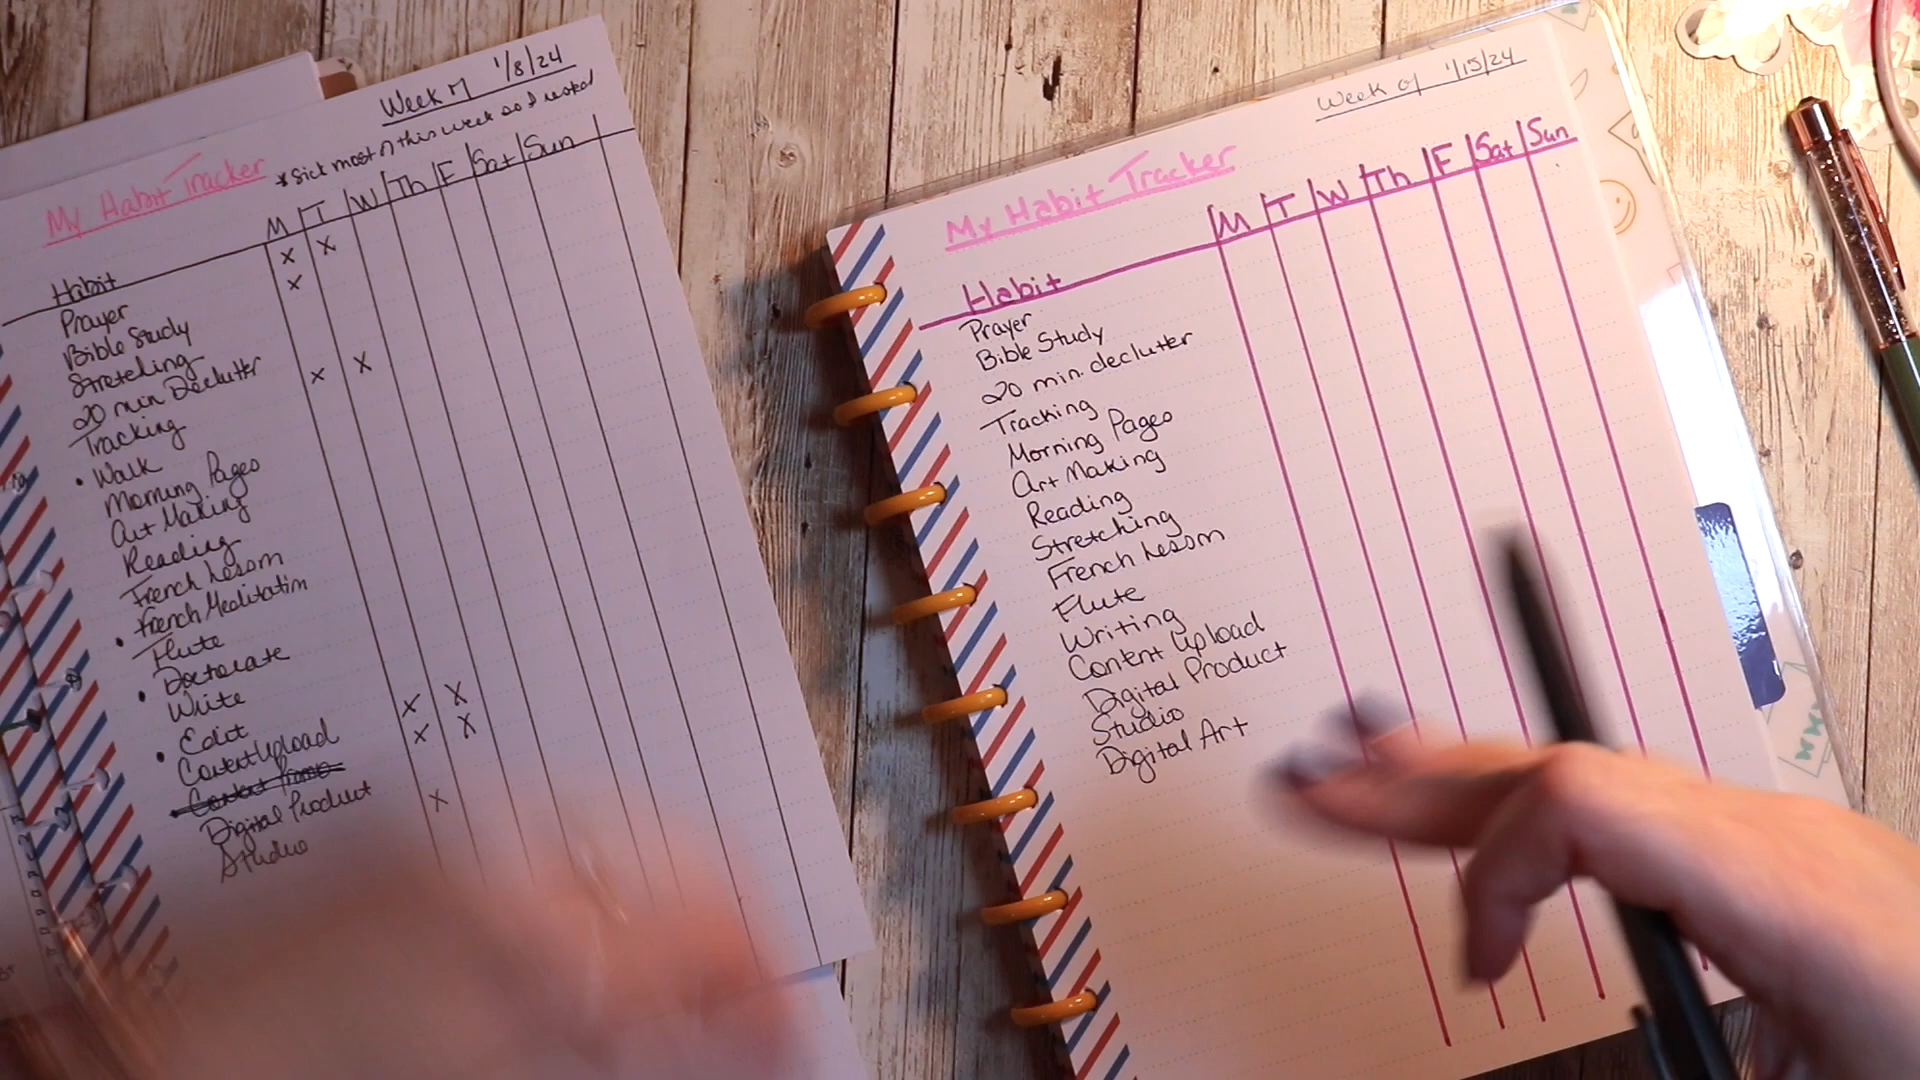 Week of 1/8/24
*Sick most of this week so I rested
My Habit Tracker
Habit M T W Th F Sat Sun
Prayer X X
Bible Study X
Stretching
20 min Declutter X X
Tracking
• Walk
Morning Pages
Art Making
Reading
French Lesson
• French Meditation
Flute
• Doctorate
Write X X
• Edit X X
Content Upload
Content Promo
Digital Product X
Studio
Week of 1/15/24
My Habit Tracker
Habit M T W Th F Sat Sun
Prayer
Bible Study
20 min. declutter
Tracking
Morning Pages
Art Making
Reading
Stretching
French Lesson
Flute
Writing
Content Upload
Digital Product
Studio
Digital Art